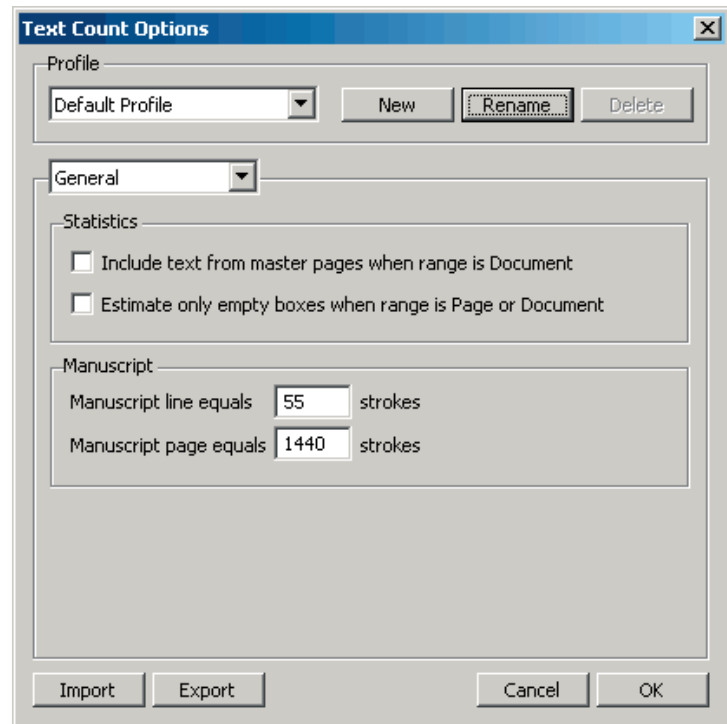 Text Count Options
Profile
Default Profile New Rename Delete
General
Statistics
Include text from master pages when range is Document
Estimate only empty boxes when range is Page or Document
Manuscript
Manuscript line equals 55 strokes
Manuscript page equals 1440 strokes
Import Export Cancel OK